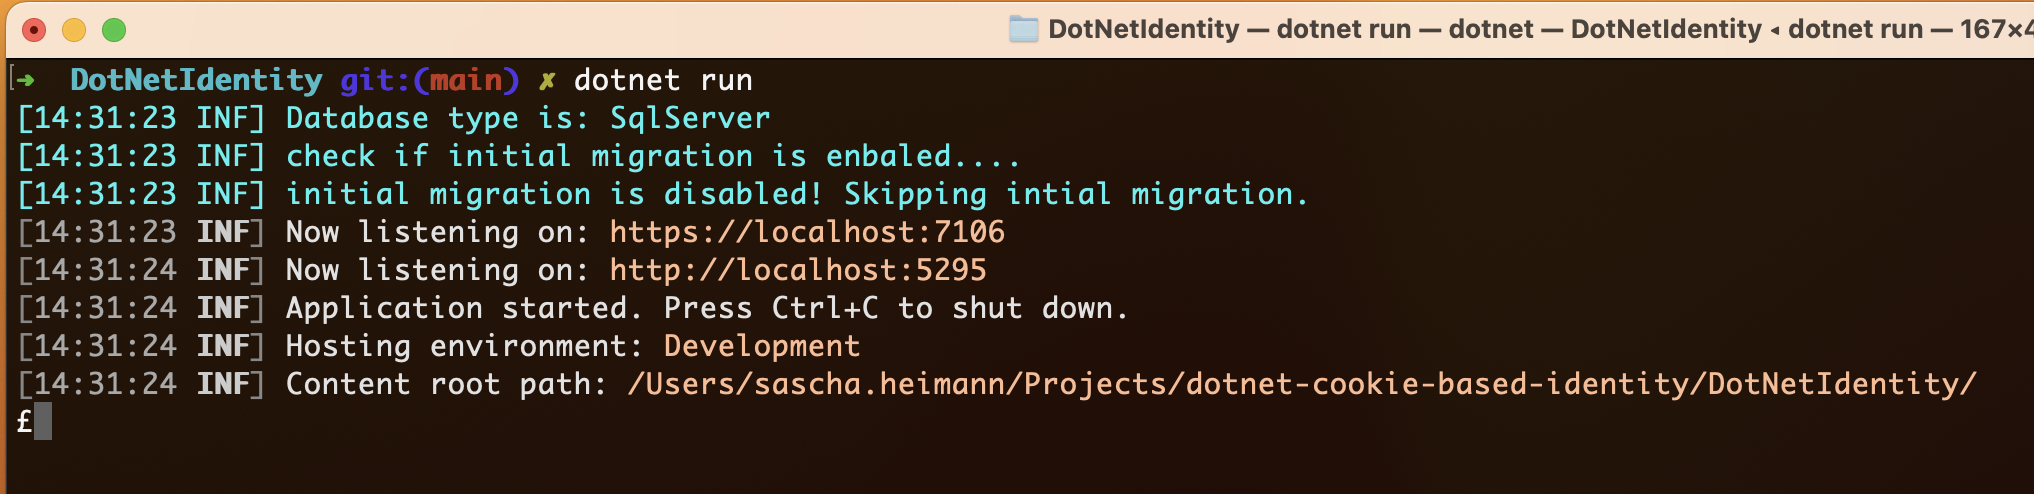 DotNetIdentity — dotnet run — dotnet — DotNetIdentity ◂ dotnet run — 167×4
➜  DotNetIdentity git:(main) ✗ dotnet run
[14:31:23 INF] Database type is: SqlServer
[14:31:23 INF] check if initial migration is enbaled....
[14:31:23 INF] initial migration is disabled! Skipping intial migration.
[14:31:23 INF] Now listening on: https://localhost:7106
[14:31:24 INF] Now listening on: http://localhost:5295
[14:31:24 INF] Application started. Press Ctrl+C to shut down.
[14:31:24 INF] Hosting environment: Development
[14:31:24 INF] Content root path: /Users/sascha.heimann/Projects/dotnet-cookie-based-identity/DotNetIdentity/
£